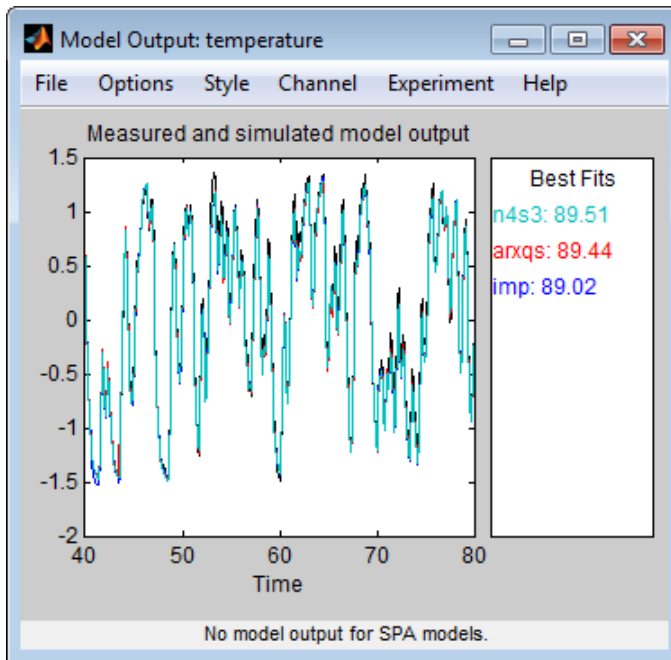 Model Output: temperature
File Options Style Channel Experiment Help
Measured and simulated model output
1.5
1
0.5
0
-0.5
-1
-1.5
-2
40 50 60 70 80
Time
Best Fits
n4s3: 89.51
arxqs: 89.44
imp: 89.02
No model output for SPA models.